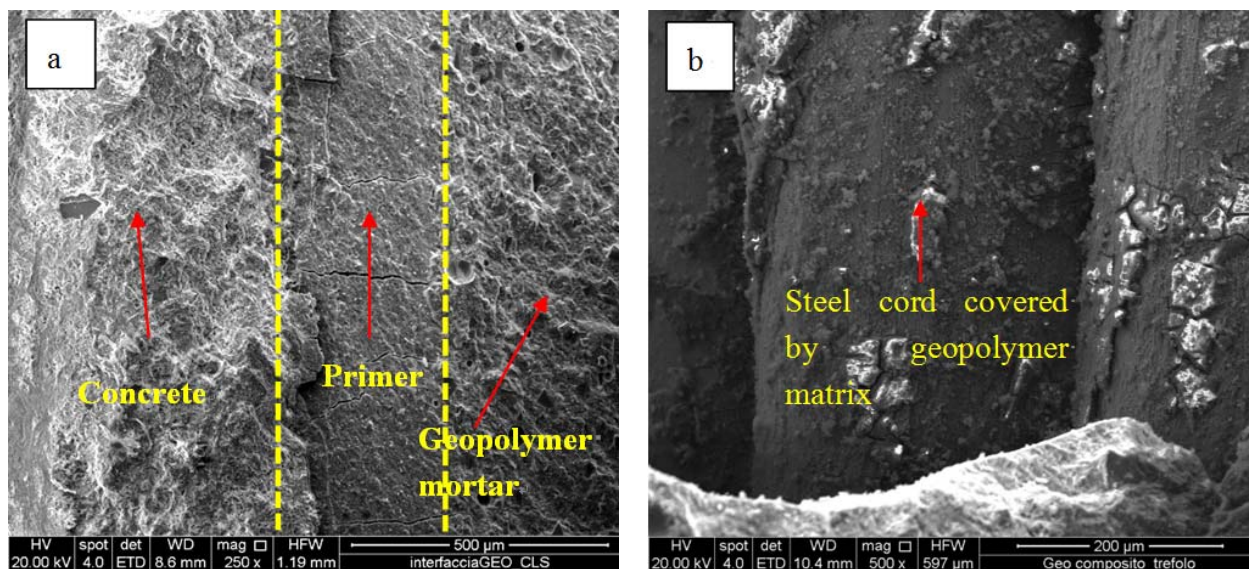 a
Concrete
Primer
Geopolymer
mortar
HV spot det WD mag HFW 500 µm
20.00 kV 4.0 ETD 8.6 mm 250 x 1.19 mm interfacciaGEO_CLS
b
Steel cord covered
by geopolymer
matrix
HV spot det WD mag HFW 200 µm
20.00 kV 4.0 ETD 10.4 mm 500 x 597 µm Geo composito trefolo